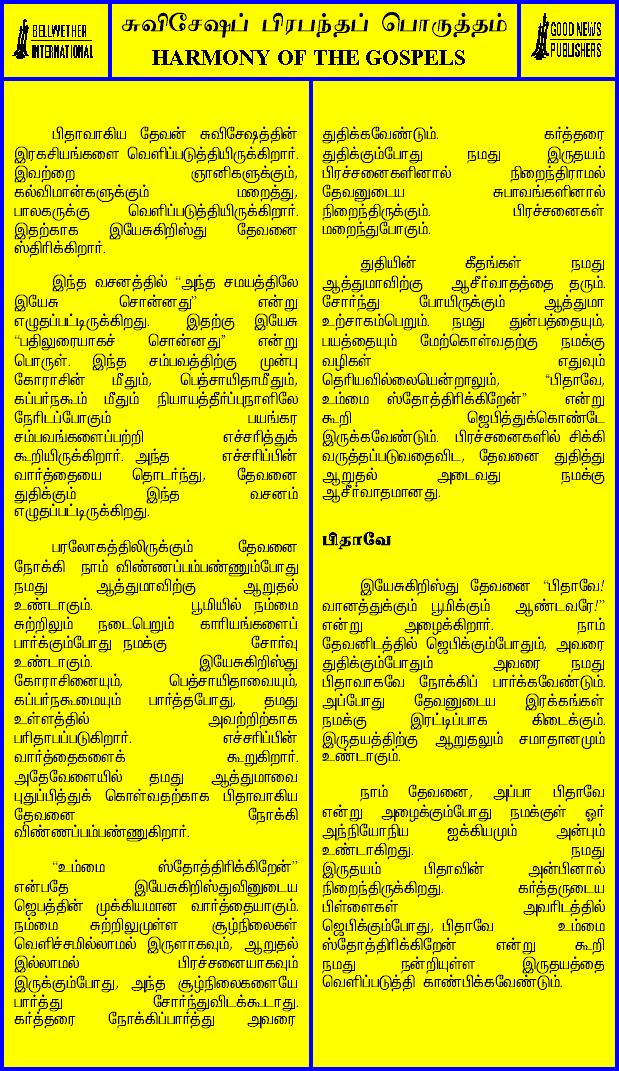 BELLWETHER
INTERNATIONAL
சுவிசேஷப் பிரபந்தப் பொருத்தம்
HARMONY OF THE GOSPELS
GOOD NEWS
PUBLISHERS
பிதாவாகிய தேவன் சுவிசேஷத்தின்
இரகசியங்களை வெளிப்படுத்தியிருக்கிறார்.
இவற்றை ஞானிகளுக்கும்,
கல்விமான்களுக்கும் மறைத்து,
பாலகருக்கு வெளிப்படுத்தியிருக்கிறார்.
இதற்காக இயேசுகிறிஸ்து தேவனை
ஸ்திரிக்கிறார்.
இந்த வசனத்தில் “அந்த சமயத்திலே
இயேசு சொன்னது” என்று
எழுதப்பட்டிருக்கிறது. இதற்கு இயேசு
“பதிலுரையாகச் சொன்னது” என்று
பொருள். இந்த சம்பவத்திற்கு முன்பு
கோராசின் மீதும், பெத்சாயிதாமீதும்,
கப்பர்நகூம் மீதும் நியாயத்தீர்ப்புநாளிலே
நேரிடப்போகும் பயங்கர
சம்பவங்களைப்பற்றி எச்சரித்துக்
கூறியிருக்கிறார். அந்த எச்சரிப்பின்
வார்த்தையை தொடர்ந்து, தேவனை
துதிக்கும் இந்த வசனம்
எழுதப்பட்டிருக்கிறது.
பரலோகத்திலிருக்கும் தேவனை
நோக்கி நாம் விண்ணப்பம்பண்ணும்போது
நமது ஆத்துமாவிற்கு ஆறுதல்
உண்டாகும். பூமியில் நம்மை
சுற்றிலும் நடைபெறும் காரியங்களைப்
பார்க்கும்போது நமக்கு சோர்வு
உண்டாகும். இயேசுகிறிஸ்து
கோராசினையும், பெத்சாயிதாவையும்,
கப்பர்நகூமையும் பார்த்தபோது, தமது
உள்ளத்தில் அவற்றிற்காக
பரிதாபப்படுகிறார். எச்சரிப்பின்
வார்த்தைகளைக் கூறுகிறார்.
அதேவேளையில் தமது ஆத்துமாவை
புதுப்பித்துக் கொள்வதற்காக பிதாவாகிய
தேவனை நோக்கி
விண்ணப்பம்பண்ணுகிறார்.
“உம்மை ஸ்தோத்திரிக்கிறேன்”
என்பதே இயேசுகிறிஸ்துவினுடைய
ஜெபத்தின் முக்கியமான வார்த்தையாகும்.
நம்மை சுற்றிலுமுள்ள சூழ்நிலைகள்
வெளிச்சமில்லாமல் இருளாகவும், ஆறுதல்
இல்லாமல் பிரச்சனையாகவும்
இருக்கும்போது, அந்த சூழ்நிலைகளையே
பார்த்து சோர்ந்துவிடக்கூடாது.
கர்த்தரை நோக்கிப்பார்த்து அவரை
துதிக்கவேண்டும். கர்த்தரை
துதிக்கும்போது நமது இருதயம்
பிரச்சனைகளினால் நிறைந்திராமல்
தேவனுடைய சுபாவங்களினால்
நிறைந்திருக்கும். பிரச்சனைகள்
மறைந்துபோகும்.
துதியின் கீதங்கள் நமது
ஆத்துமாவிற்கு ஆசீர்வாதத்தை தரும்.
சோர்ந்து போயிருக்கும் ஆத்துமா
உற்சாகம்பெறும். நமது துன்பத்தையும்,
பயத்தையும் மேற்கொள்வதற்கு நமக்கு
வழிகள் எதுவும்
தெரியவில்லையென்றாலும், “பிதாவே,
உம்மை ஸ்தோத்திரிக்கிறேன்” என்று
கூறி ஜெபித்துக்கொண்டே
இருக்கவேண்டும். பிரச்சனைகளில் சிக்கி
வருத்தப்படுவதைவிட, தேவனை துதித்து
ஆறுதல் அடைவது நமக்கு
ஆசீர்வாதமானது.
பிதாவே
இயேசுகிறிஸ்து தேவனை “பிதாவே!
வானத்துக்கும் பூமிக்கும் ஆண்டவரே!”
என்று அழைக்கிறார். நாம்
தேவனிடத்தில் ஜெபிக்கும்போதும், அவரை
துதிக்கும்போதும் அவரை நமது
பிதாவாகவே நோக்கிப் பார்க்கவேண்டும்.
அப்போது தேவனுடைய இரக்கங்கள்
நமக்கு இரட்டிப்பாக கிடைக்கும்.
இருதயத்திற்கு ஆறுதலும் சமாதானமும்
உண்டாகும்.
நாம் தேவனை, அப்பா பிதாவே
என்று அழைக்கும்போது நமக்குள் ஓர்
அந்நியோநிய ஐக்கியமும் அன்பும்
உண்டாகிறது. நமது
இருதயம் பிதாவின் அன்பினால்
நிறைந்திருக்கிறது. கர்த்தருடைய
பிள்ளைகள் அவரிடத்தில்
ஜெபிக்கும்போது, பிதாவே உம்மை
ஸ்தோத்திரிக்கிறேன் என்று கூறி
நமது நன்றியுள்ள இருதயத்தை
வெளிப்படுத்தி காண்பிக்கவேண்டும்.